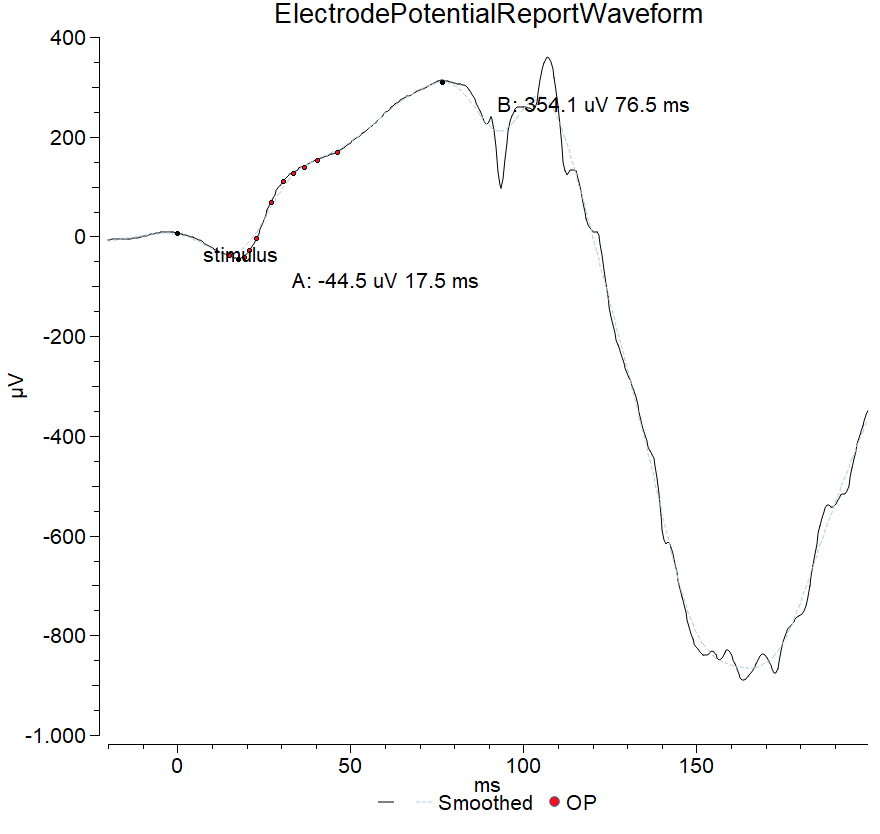 ElectrodePotentialReportWaveform
400
200
0
-200
-400
-600
-800
-1.000
µV
B: 354.1 uV 76.5 ms
stimulus
A: -44.5 uV 17.5 ms
0 50 100 150
ms
Smoothed OP